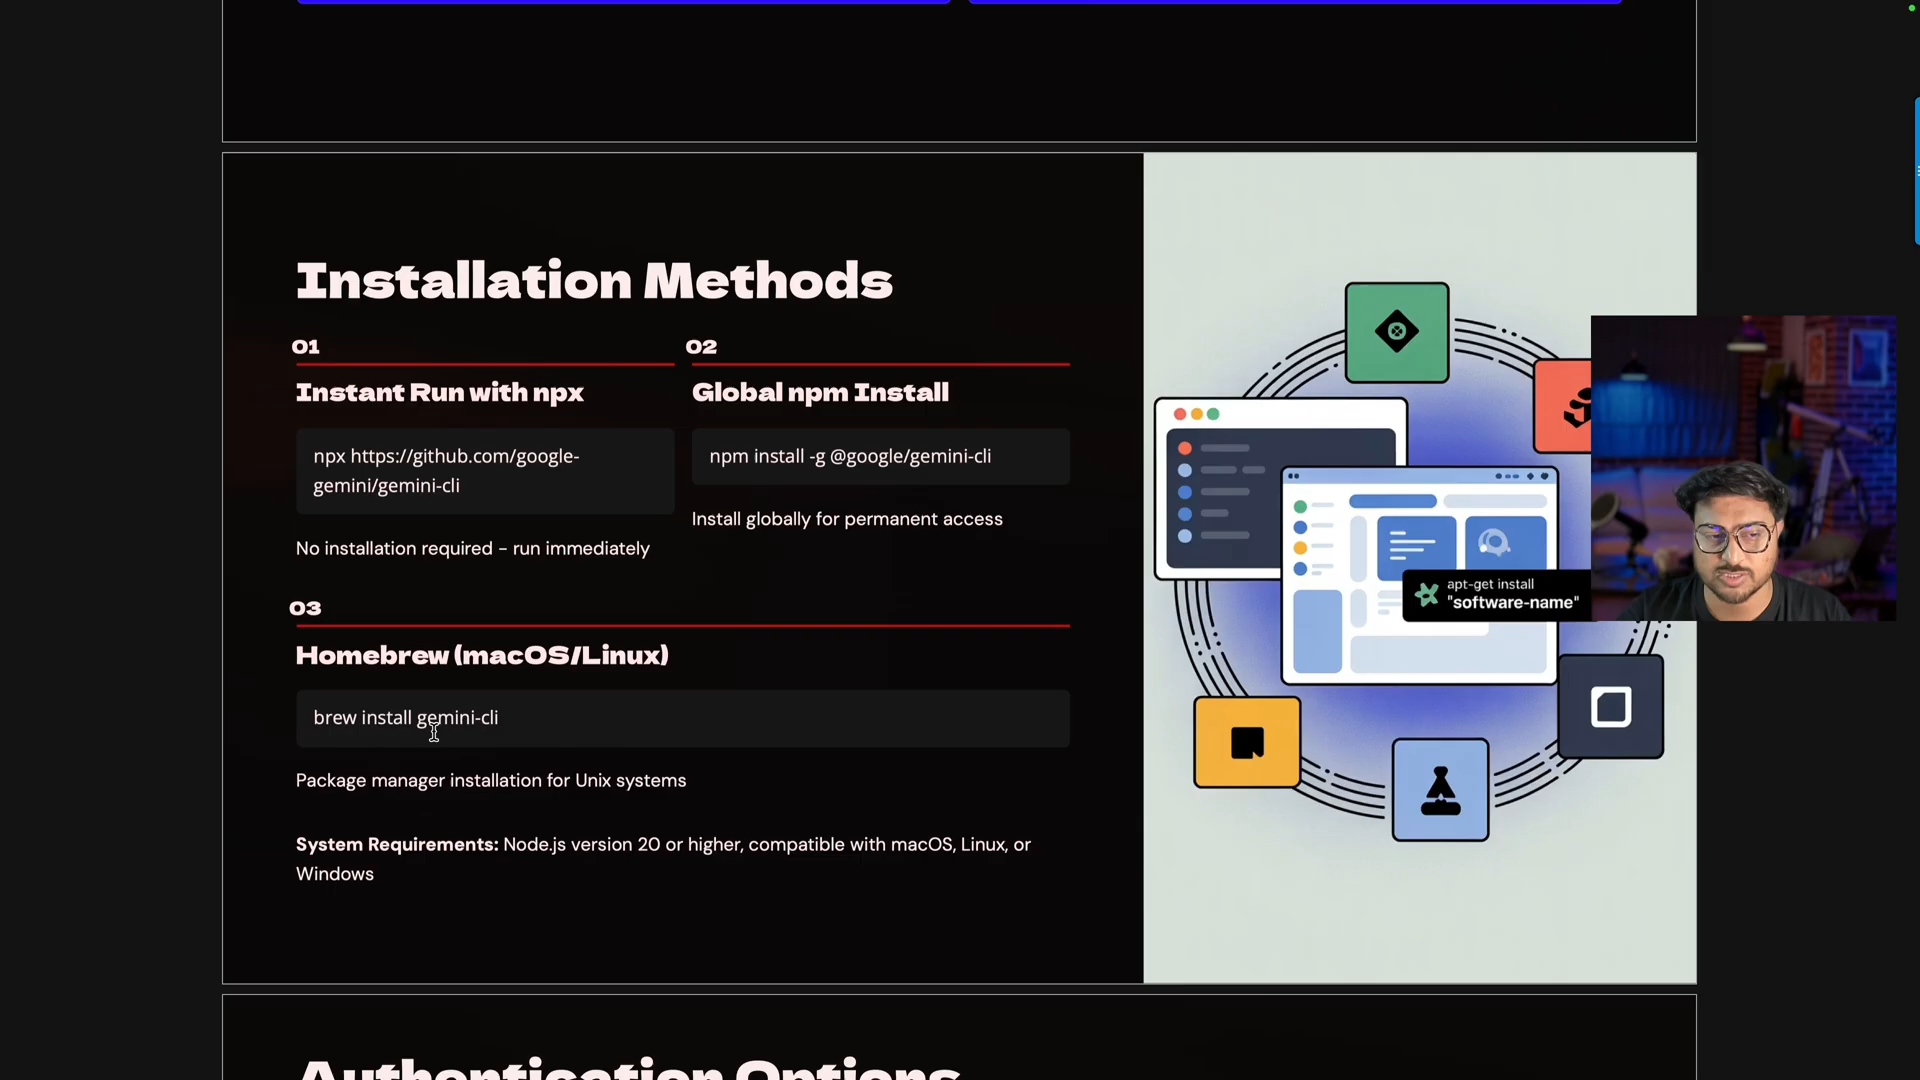 Installation Methods
01
Instant Run with npx
npx https://github.com/google-
gemini/gemini-cli
No installation required - run immediately
02
Global npm Install
npm install -g @google/gemini-cli
Install globally for permanent access
03
Homebrew (macOS/Linux)
brew install gemini-cli
Package manager installation for Unix systems
System Requirements: Node.js version 20 or higher, compatible with macOS, Linux, or
Windows
apt-get install
"software-name"
Authentication Options